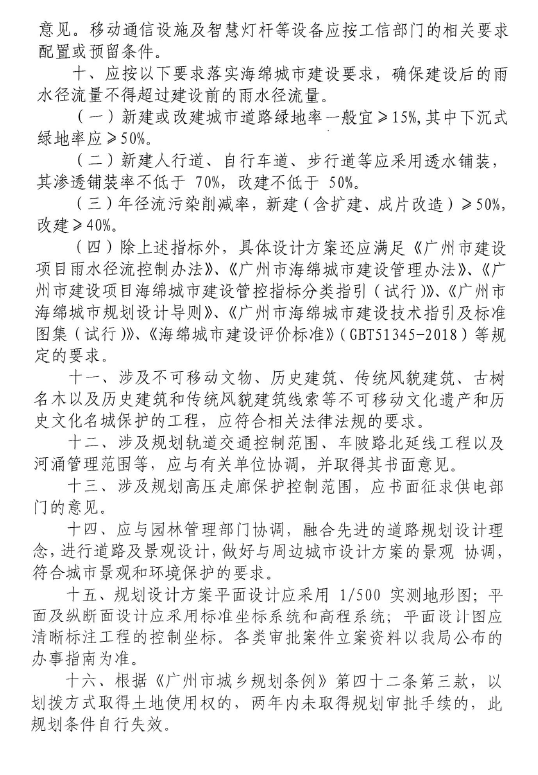 意见。移动通信设施及智慧灯杆等设备应按工信部门的相关要求
配置或预留条件。
十、应按以下要求落实海绵城市建设要求，确保建设后的雨
水径流量不得超过建设前的雨水径流量。
（一）新建或改建城市道路绿地率一般宜≥15%,其中下沉式
绿地率应≥50%。
（二）新建人行道、自行车道、步行道等应采用透水铺装，
其渗透铺装率不低于 70%，改建不低于 50%。
（三）年径流污染削减率，新建（含扩建、成片改造）≥50%，
改建≥40%。
（四）除上述指标外，具体设计方案还应满足《广州市建设
项目雨水径流控制办法》、《广州市海绵城市建设管理办法》、《广
州市建设项目海绵城市建设管控指标分类指引（试行）》、《广州市
海绵城市规划设计导则》、《广州市海绵城市建设技术指引及标准
图集（试行）》、《海绵城市建设评价标准》（GBT51345-2018）等规
定的要求。
十一、涉及不可移动文物、历史建筑、传统风貌建筑、古树
名木以及历史建筑和传统风貌建筑线索等不可移动文化遗产和历
史文化名城保护的工程，应符合相关法律法规的要求。
十二、涉及规划轨道交通控制范围、车陂路北延线工程以及
河涌管理范围等，应与有关单位协调，并取得其书面意见。
十三、涉及规划高压走廊保护控制范围，应书面征求供电部
门的意见。
十四、应与园林管理部门协调，融合先进的道路规划设计理
念，进行道路及景观设计，做好与周边城市设计方案的景观 协调，
符合城市景观和环境保护的要求。
十五、规划设计方案平面设计应采用 1/500 实测地形图；平
面及纵断面设计应采用标准坐标系统和高程系统；平面设计图应
清晰标注工程的控制坐标。各类审批案件立案资料以我局公布的
办事指南为准。
十六、根据《广州市城乡规划条例》第四十二条第三款，以
划拨方式取得土地使用权的，两年内未取得规划审批手续的，此
规划条件自行失效。